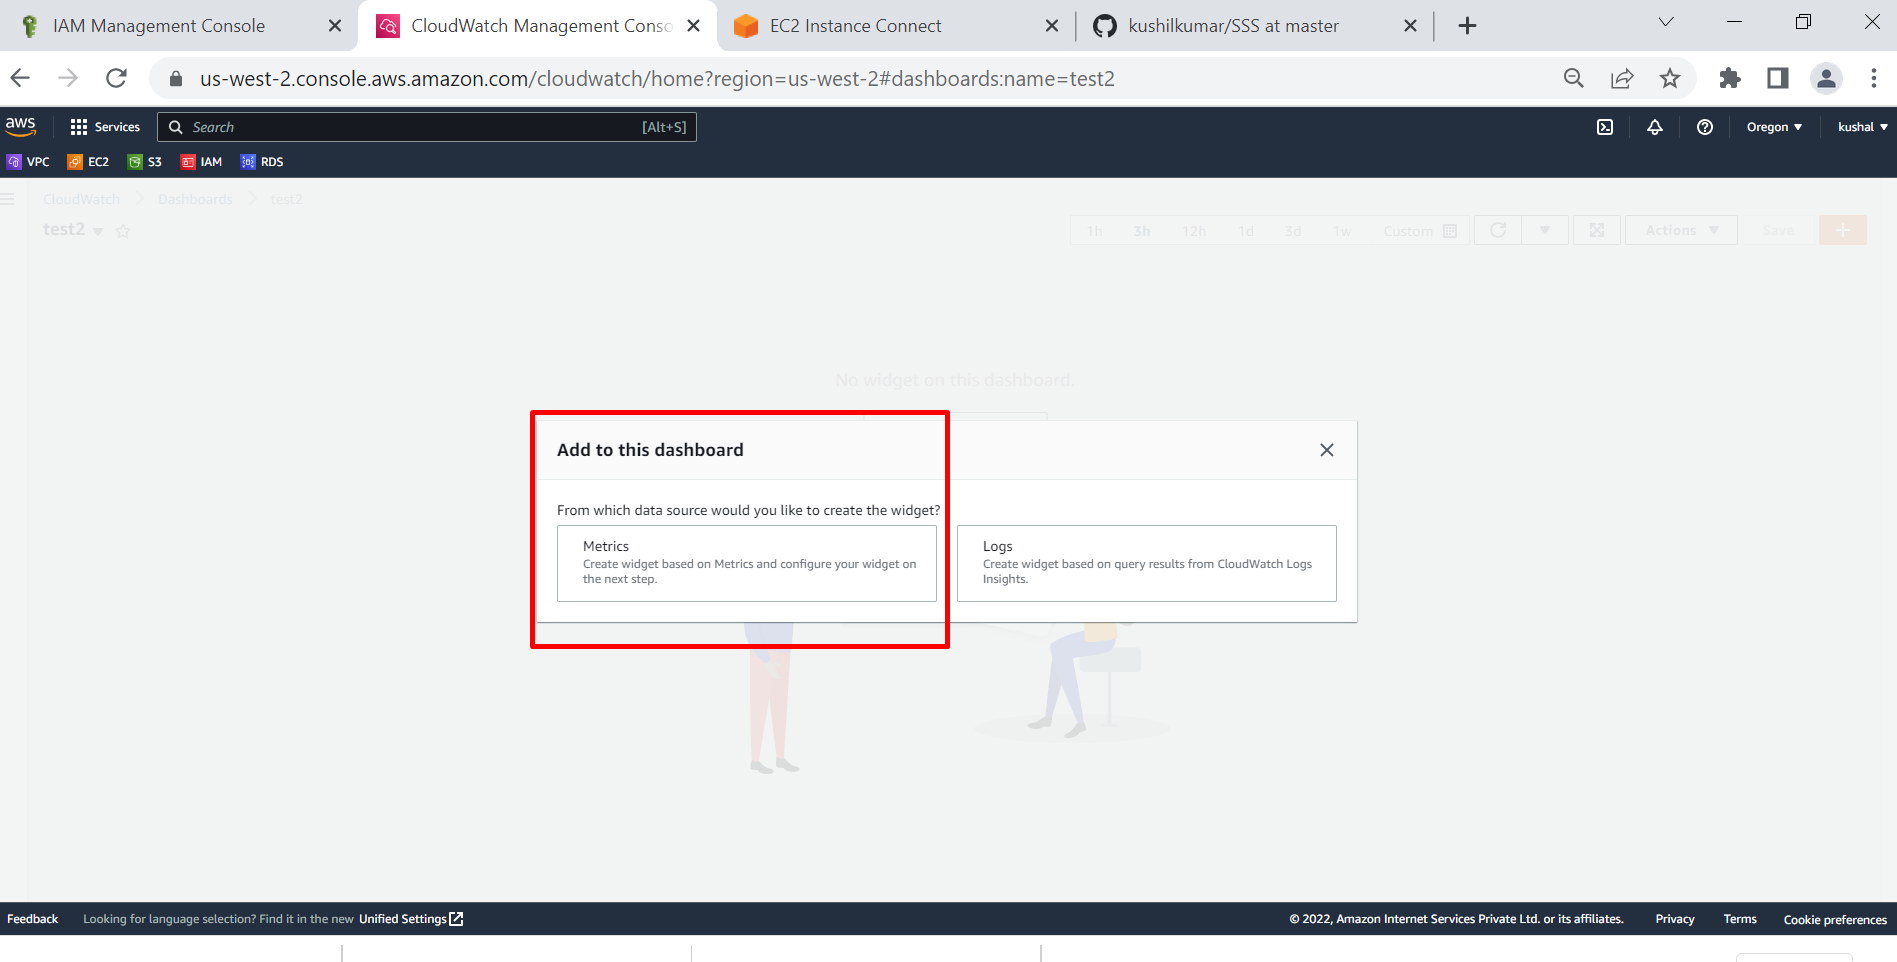 IAM Management Console
CloudWatch Management Conso
EC2 Instance Connect
kushilkumar/SSS at master
us-west-2.console.aws.amazon.com/cloudwatch/home?region=us-west-2#dashboards:name=test2
aws
Services
Search
[Alt+S]
Oregon
kushal
VPC
EC2
S3
IAM
RDS
CloudWatch
Dashboards
test2
test2
1h
3h
12h
1d
3d
1w
Custom
Actions
Save
No widget on this dashboard.
Add to this dashboard
From which data source would you like to create the widget?
Metrics
Create widget based on Metrics and configure your widget on
the next step.
Logs
Create widget based on query results from CloudWatch Logs
Insights.
Feedback
Looking for language selection? Find it in the new Unified Settings
© 2022, Amazon Internet Services Private Ltd. or its affiliates.
Privacy
Terms
Cookie preferences